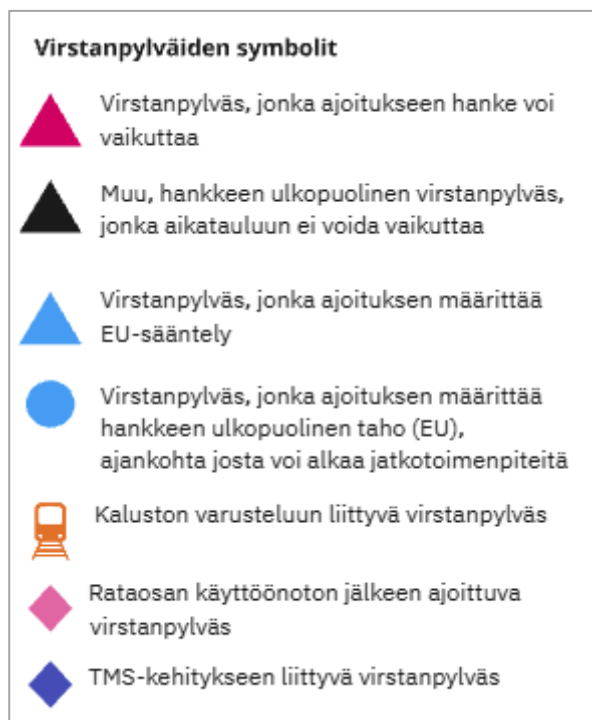 Virstanpylväiden symbolit
Virstanpylväs, jonka ajoitukseen hanke voi
vaikuttaa
Muu, hankkeen ulkopuolinen virstanpylväs,
jonka aikatauluun ei voida vaikuttaa
Virstanpylväs, jonka ajoituksen määrittää
EU-sääntely
Virstanpylväs, jonka ajoituksen määrittää
hankkeen ulkopuolinen taho (EU),
ajankohta josta voi alkaa jatkotoimenpiteitä
Kaluston varusteluun liittyvä virstanpylväs
Rataosan käyttöönoton jälkeen ajoittuva
virstanpylväs
TMS-kehitykseen liittyvä virstanpylväs